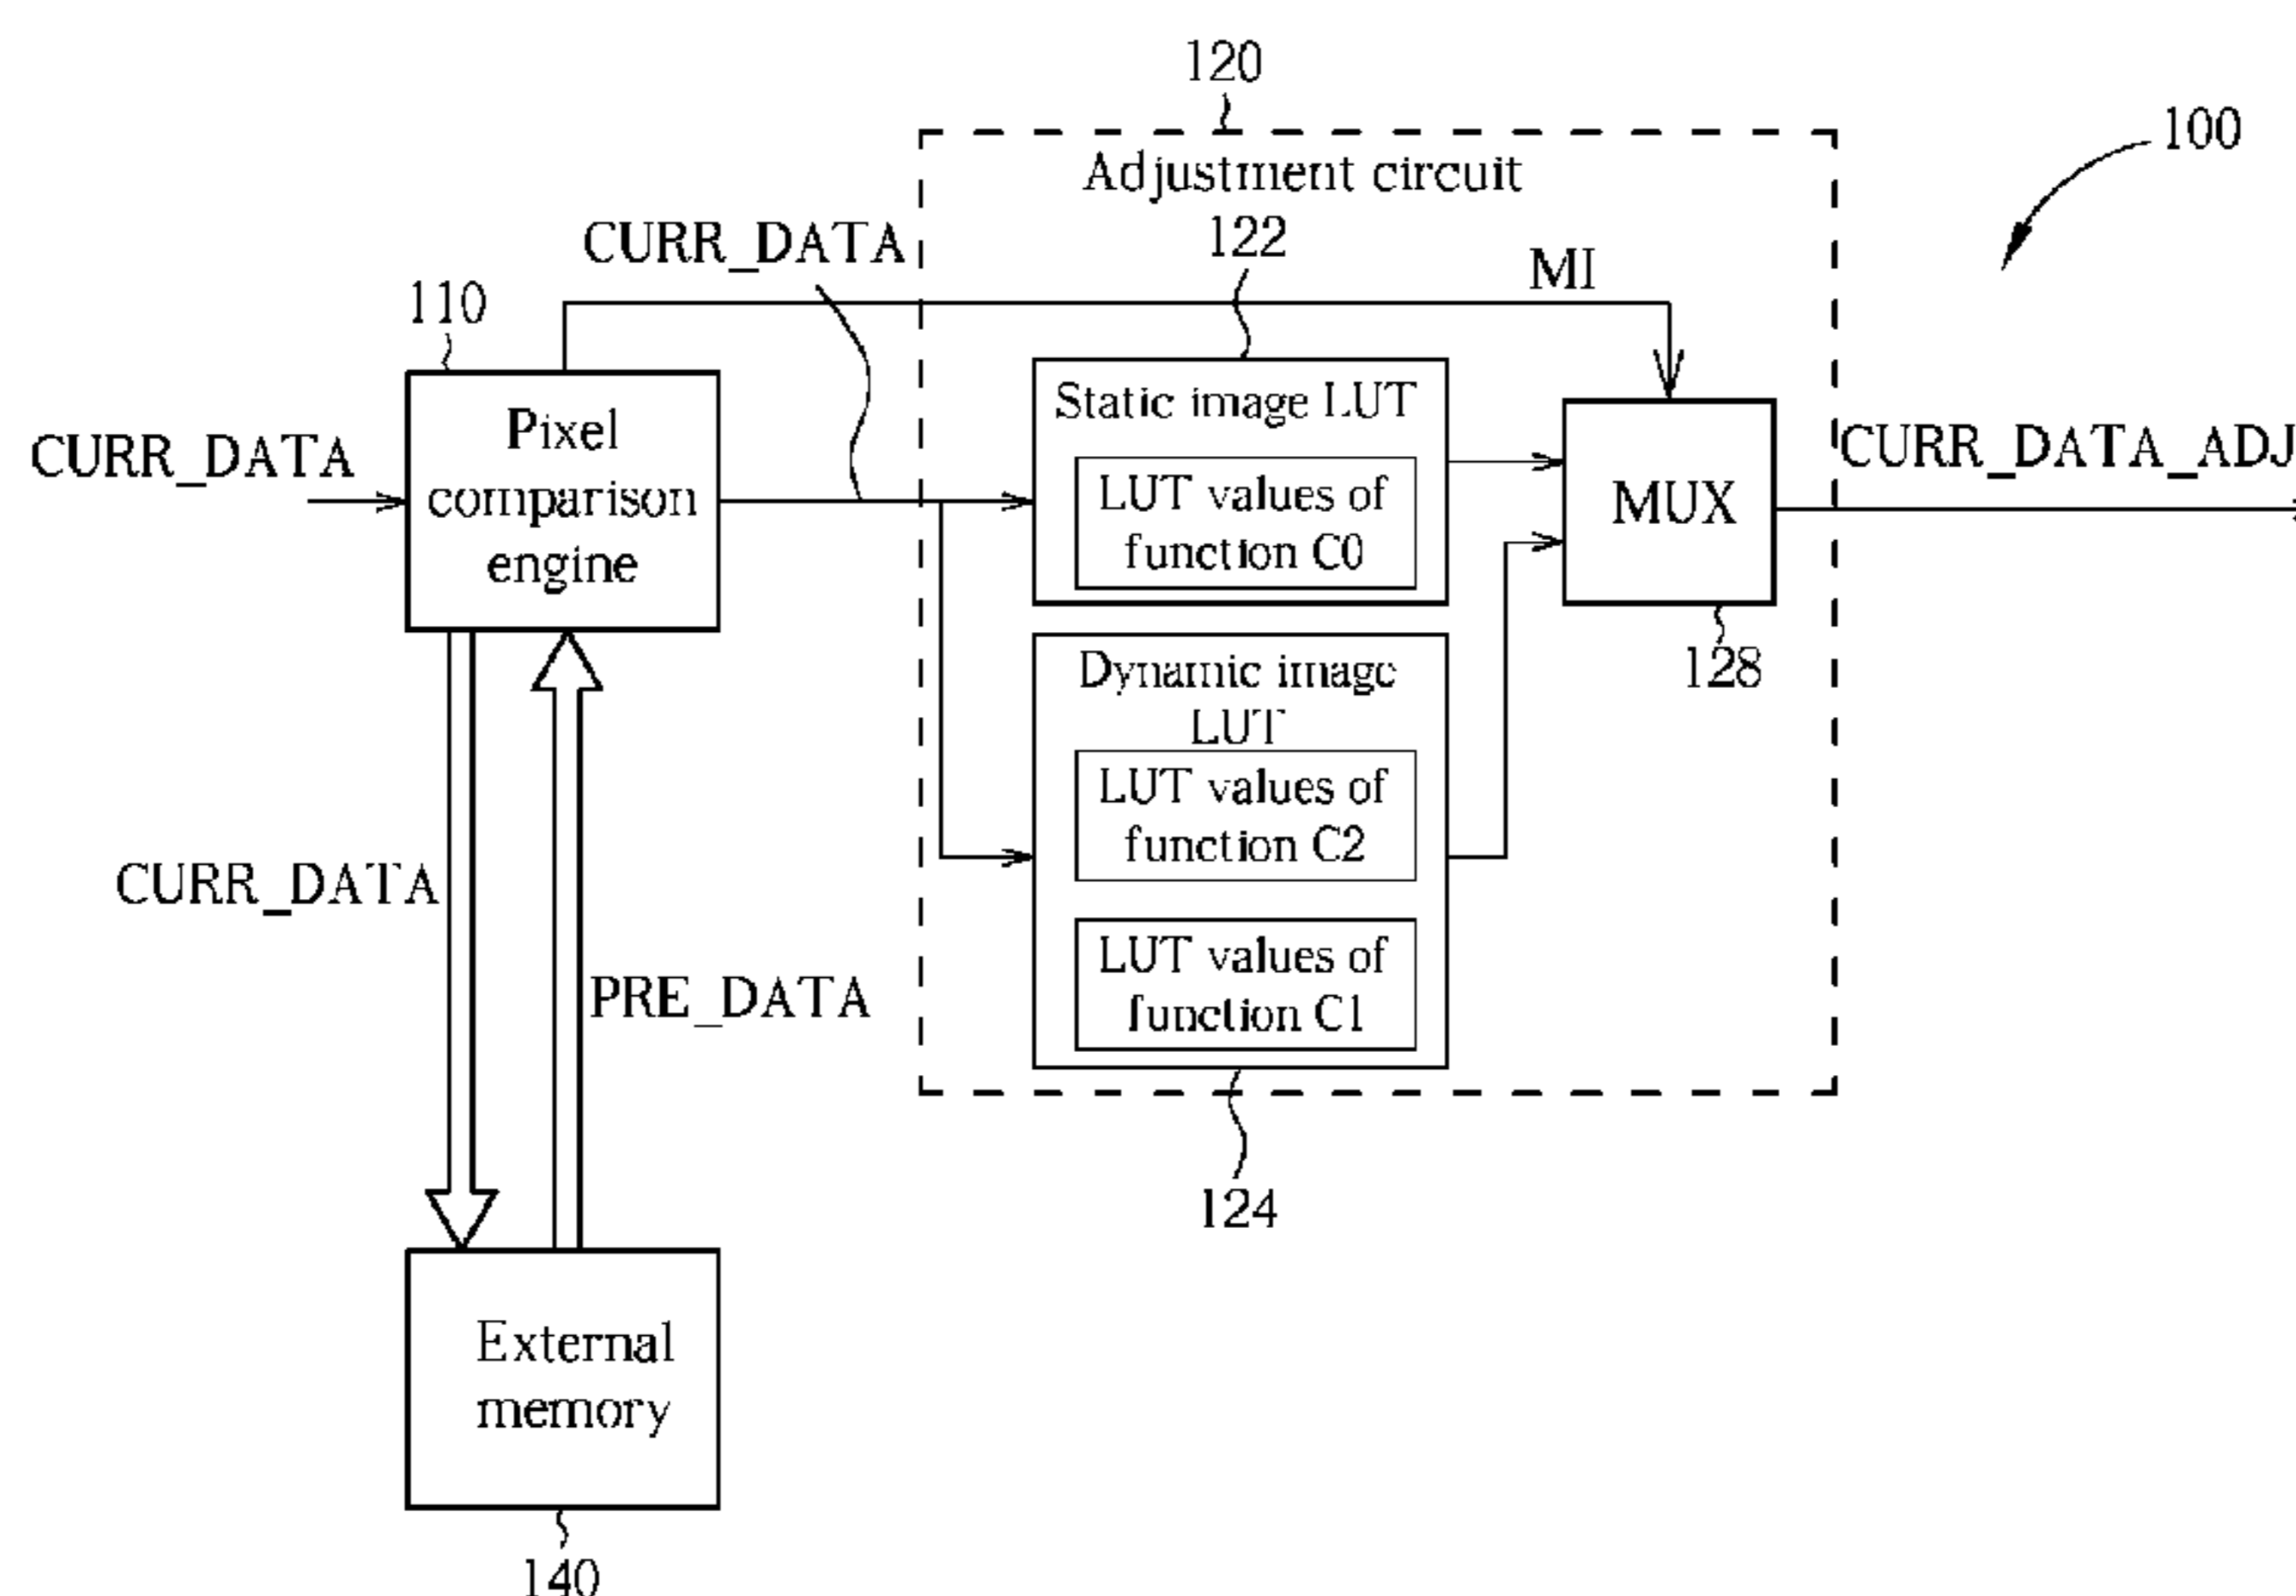 120
100
Adjustment circuit
CURR_DATA
122
MI
110
Static image LUT
Pixel
comparison
engine
CURR_DATA
LUT values of
function C0
MUX
CURR_DATA_ADJ
128
Dynamic image
LUT
LUT values of
function C2
CURR_DATA
LUT values of
function C1
PRE_DATA
124
External
memory
140